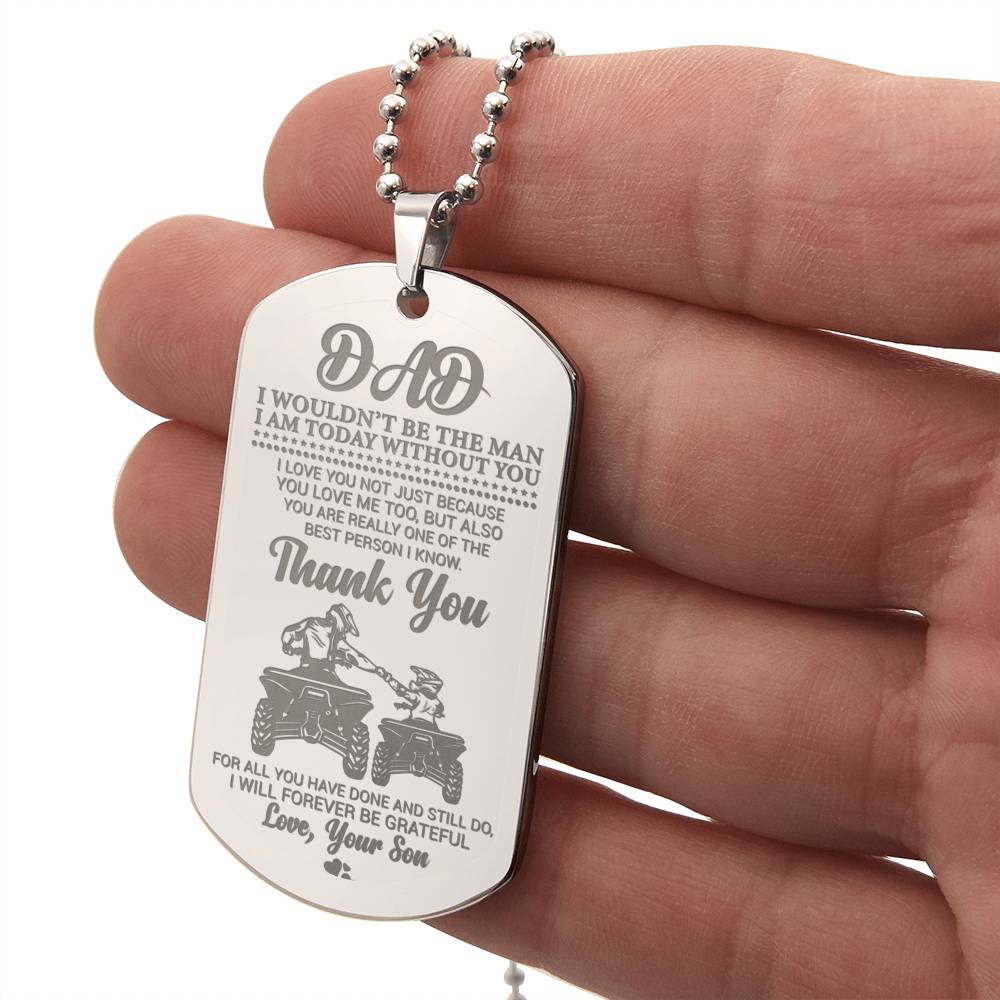 DAD
I WOULDN'T BE THE MAN
I AM TODAY WITHOUT YOU
I LOVE YOU NOT JUST BECAUSE
YOU LOVE ME TOO, BUT ALSO
YOU ARE REALLY ONE OF THE
BEST PERSON I KNOW.
Thank You
FOR ALL YOU HAVE DONE AND STILL DO,
I WILL FOREVER BE GRATEFUL
Love, Your Son